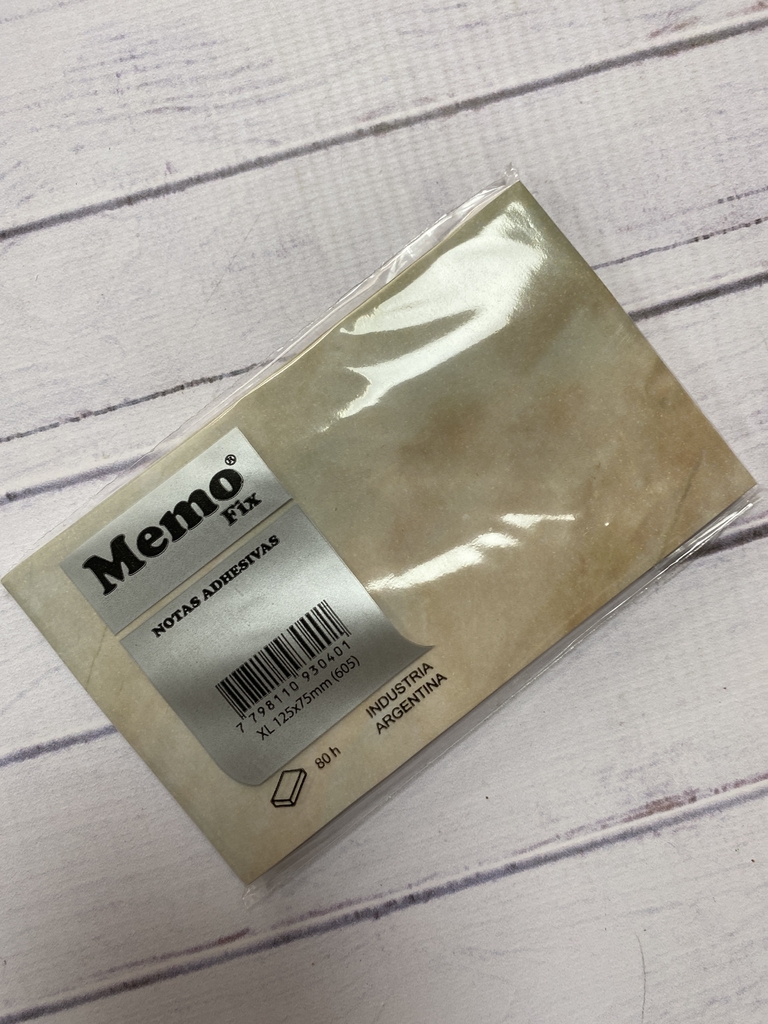 Memo®
Fix
NOTAS ADHESIVAS
7 798110 930401
XL 125x75mm (605)
INDUSTRIA
ARGENTINA
80 h